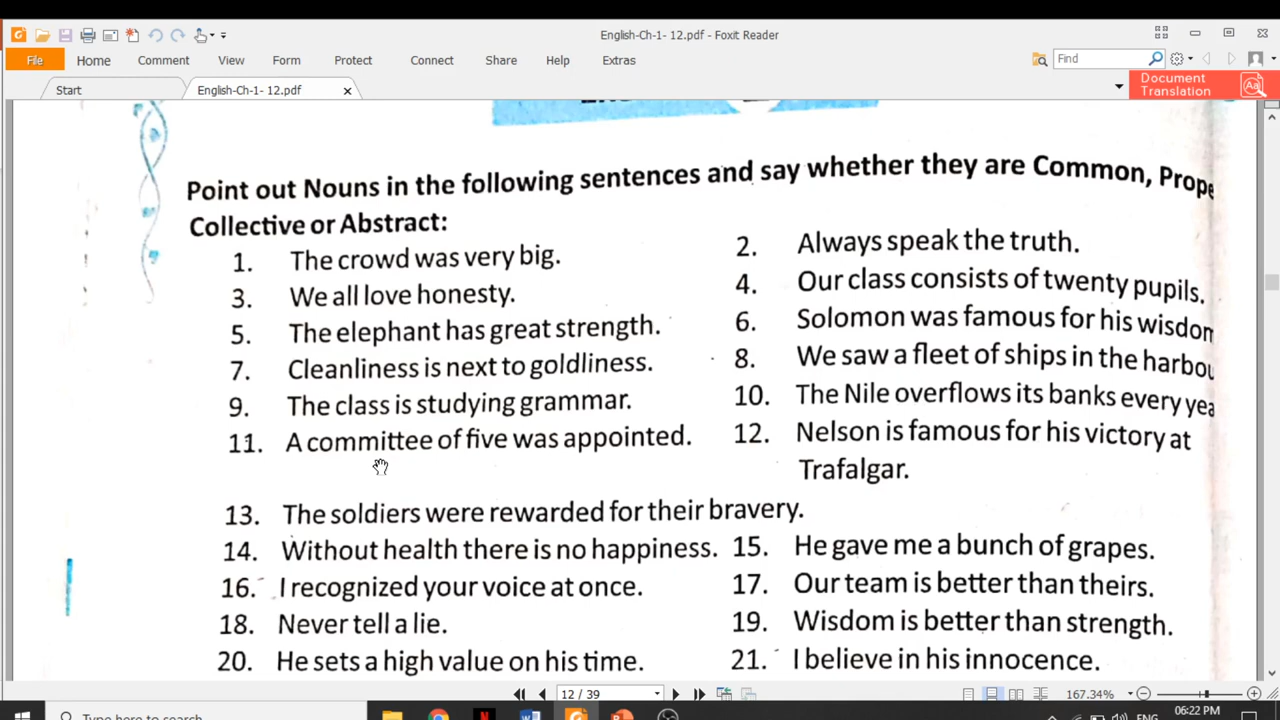 English-Ch-1- 12.pdf - Foxit Reader
File Home Comment View Form Protect Connect Share Help Extras Find
Start English-Ch-1- 12.pdf Document Translation
Point out Nouns in the following sentences and say whether they are Common, Prope
Collective or Abstract:
1. The crowd was very big.
2. Always speak the truth.
3. We all love honesty.
4. Our class consists of twenty pupils.
5. The elephant has great strength.
6. Solomon was famous for his wisdom
7. Cleanliness is next to goldliness.
8. We saw a fleet of ships in the harbou
9. The class is studying grammar.
10. The Nile overflows its banks every yea
11. A committee of five was appointed.
12. Nelson is famous for his victory at
Trafalgar.
13. The soldiers were rewarded for their bravery.
14. Without health there is no happiness.
15. He gave me a bunch of grapes.
16. I recognized your voice at once.
17. Our team is better than theirs.
18. Never tell a lie.
19. Wisdom is better than strength.
20. He sets a high value on his time.
21. I believe in his innocence.
12 / 39 167.34%
Type here to search ENG 06:22 PM